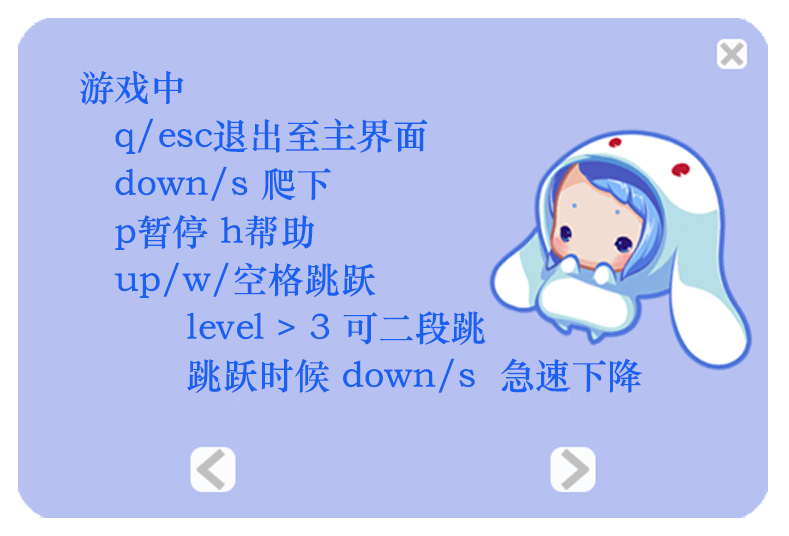 游戏中
q/esc退出至主界面
down/s 爬下
p暂停 h帮助
up/w/空格跳跃
level > 3 可二段跳
跳跃时候 down/s 急速下降